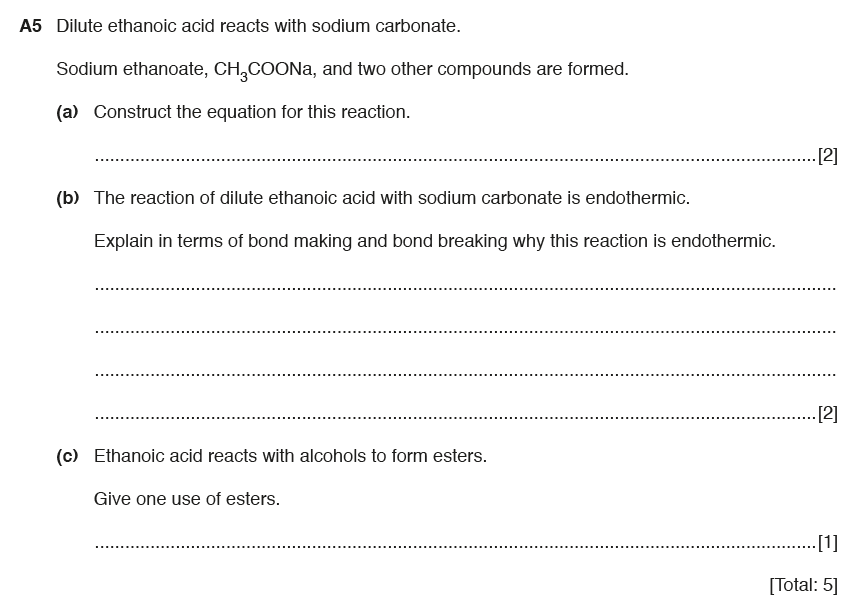 A5 Dilute ethanoic acid reacts with sodium carbonate.
Sodium ethanoate, CH₃COONa, and two other compounds are formed.
(a) Construct the equation for this reaction.
..............................................................................................................................................[2]
(b) The reaction of dilute ethanoic acid with sodium carbonate is endothermic.
Explain in terms of bond making and bond breaking why this reaction is endothermic.
..................................................................................................................................................
..................................................................................................................................................
..................................................................................................................................................
..............................................................................................................................................[2]
(c) Ethanoic acid reacts with alcohols to form esters.
Give one use of esters.
..............................................................................................................................................[1]
[Total: 5]